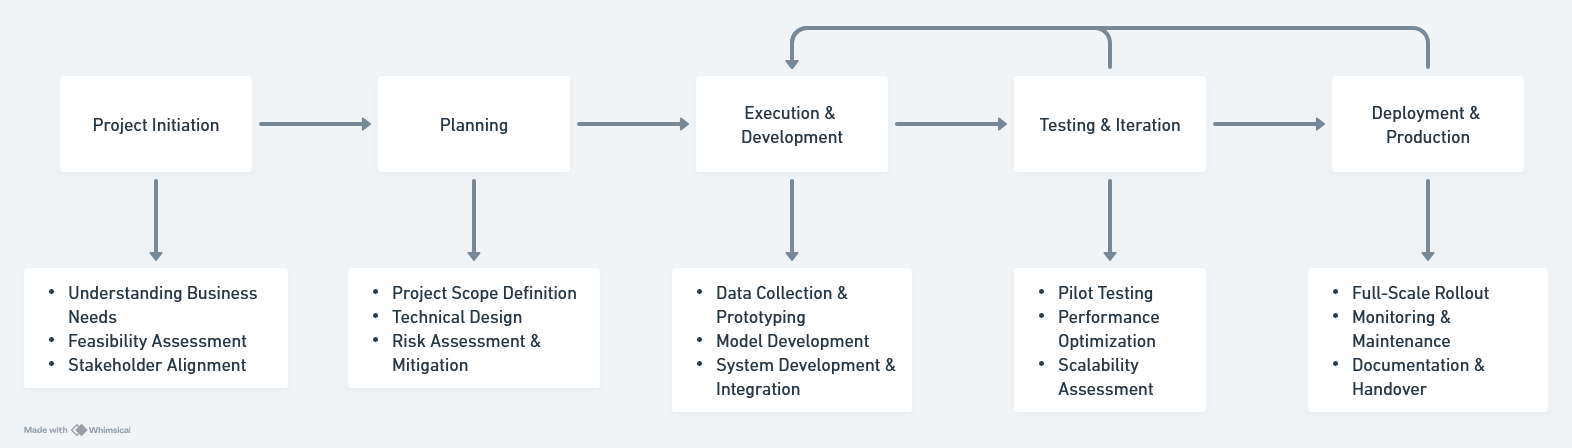 Project Initiation
Planning
Execution &
Development
Testing & Iteration
Deployment &
Production
• Understanding Business
Needs
• Feasibility Assessment
• Stakeholder Alignment
• Project Scope Definition
• Technical Design
• Risk Assessment &
Mitigation
• Data Collection &
Prototyping
• Model Development
• System Development &
Integration
• Pilot Testing
• Performance
Optimization
• Scalability
Assessment
• Full-Scale Rollout
• Monitoring &
Maintenance
• Documentation &
Handover
Made with Whimsical